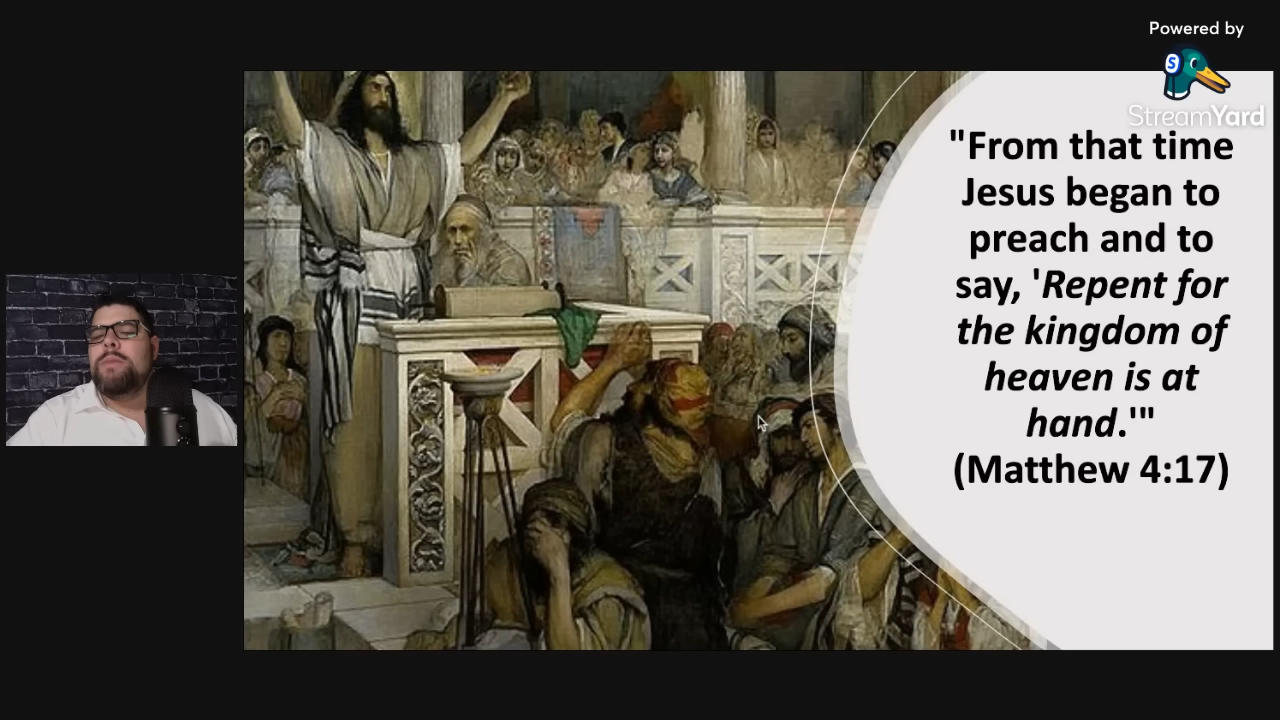 Powered by
S
StreamYard
"From that time
Jesus began to
preach and to
say, 'Repent for
the kingdom of
heaven is at
hand.'"
(Matthew 4:17)